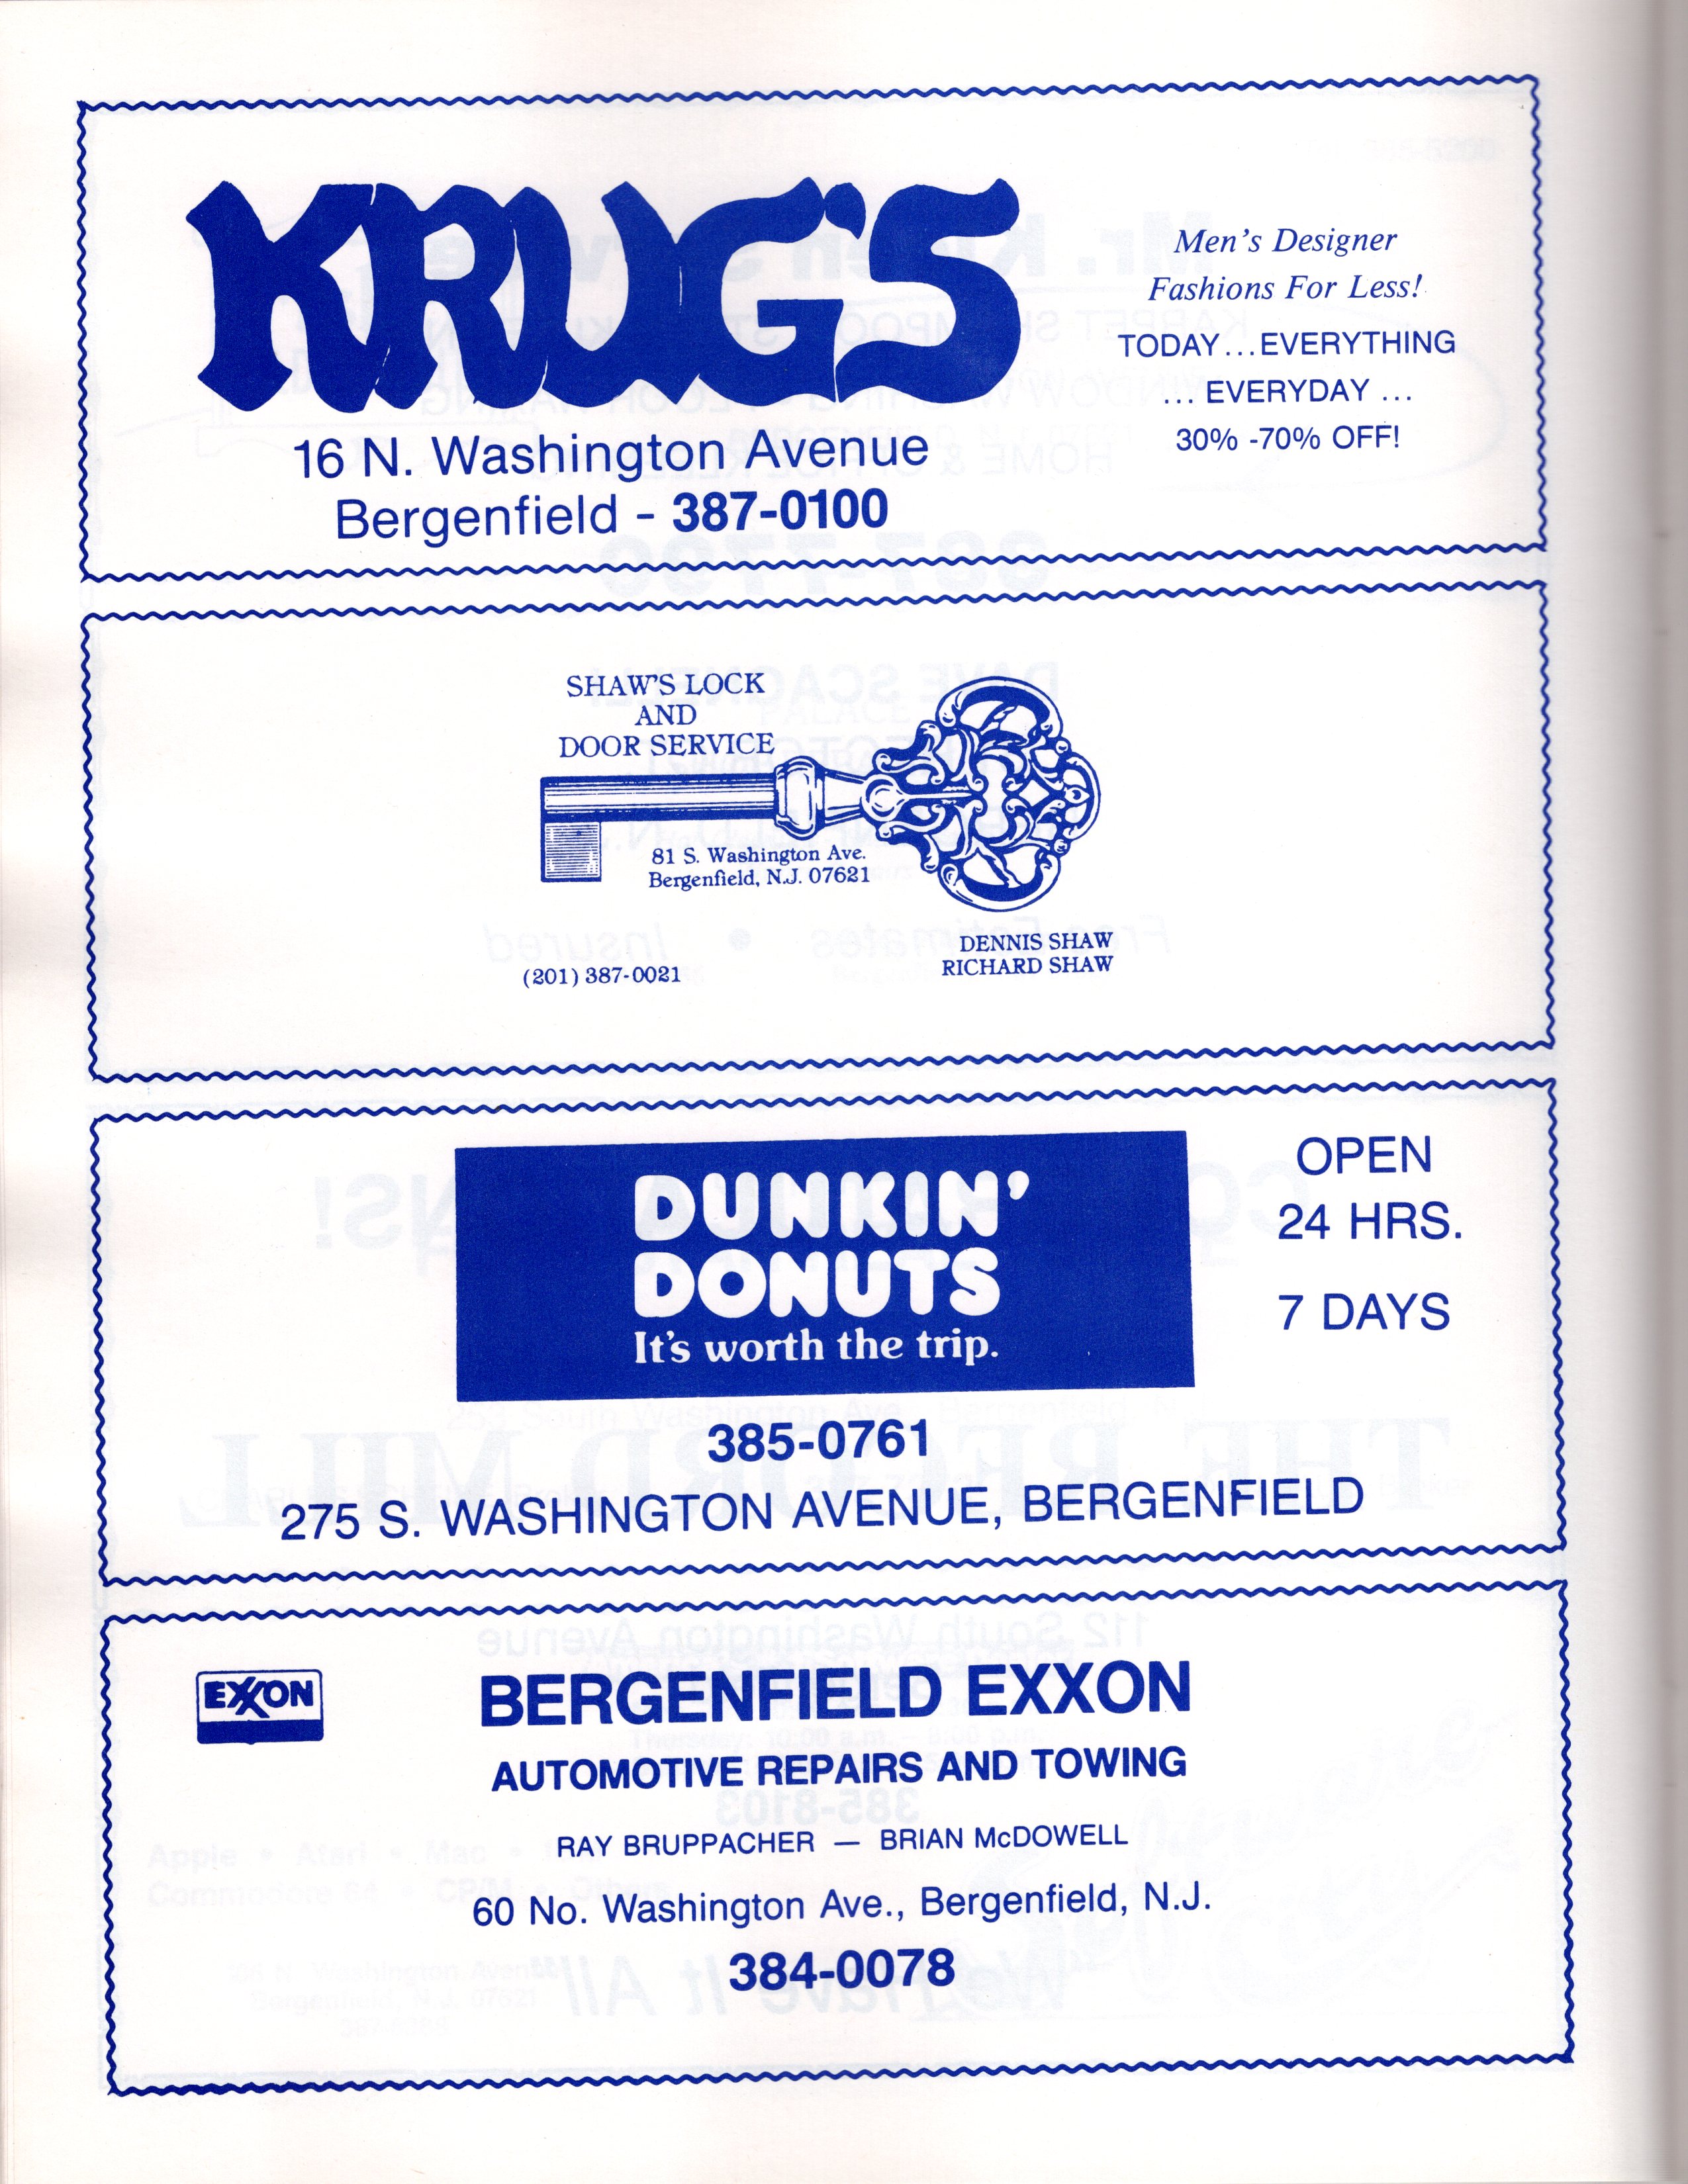 KRUG'S
16 N. Washington Avenue
Bergenfield - 387-0100
Men's Designer
Fashions For Less!
TODAY...EVERYTHING
... EVERYDAY ...
30% -70% OFF!
SHAW'S LOCK
AND
DOOR SERVICE
81 S. Washington Ave.
Bergenfield, N.J. 07621
DENNIS SHAW
RICHARD SHAW
(201) 387-0021
DUNKIN'
DONUTS
It's worth the trip.
OPEN
24 HRS.
7 DAYS
385-0761
275 S. WASHINGTON AVENUE, BERGENFIELD
EXXON
BERGENFIELD EXXON
AUTOMOTIVE REPAIRS AND TOWING
RAY BRUPPACHER — BRIAN McDOWELL
60 No. Washington Ave., Bergenfield, N.J.
384-0078